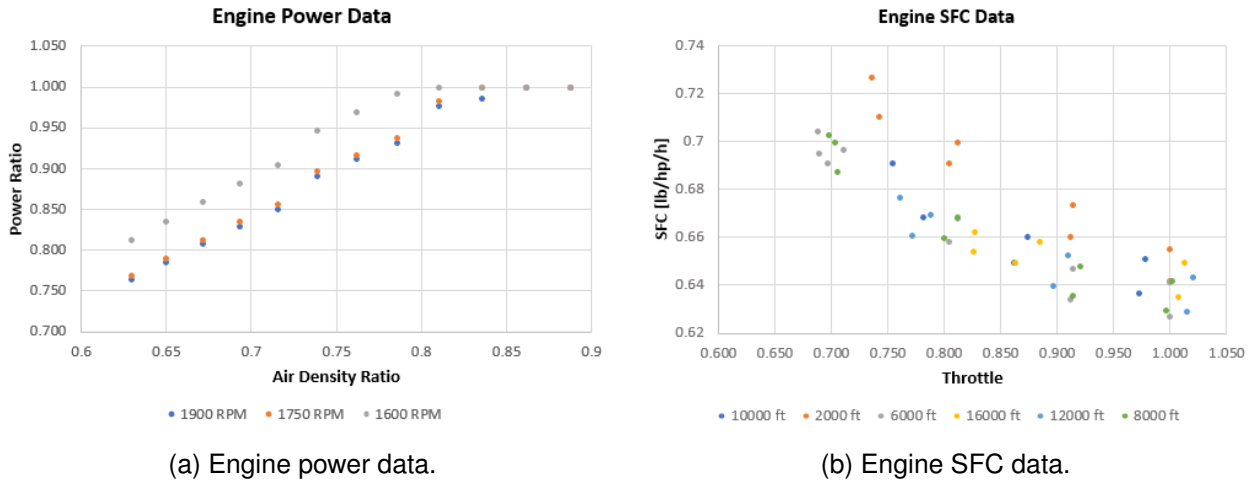 Engine Power Data
1.050
1.000
0.950
0.900
0.850
0.800
0.750
0.700
Power Ratio
0.6 0.65 0.7 0.75 0.8 0.85 0.9
Air Density Ratio
1900 RPM 1750 RPM 1600 RPM
(a) Engine power data.
Engine SFC Data
0.74
0.72
0.7
0.68
0.66
0.64
0.62
SFC [lb/hp/h]
0.600 0.650 0.700 0.750 0.800 0.850 0.900 0.950 1.000 1.050
Throttle
10000 ft 2000 ft 6000 ft 16000 ft 12000 ft 8000 ft
(b) Engine SFC data.